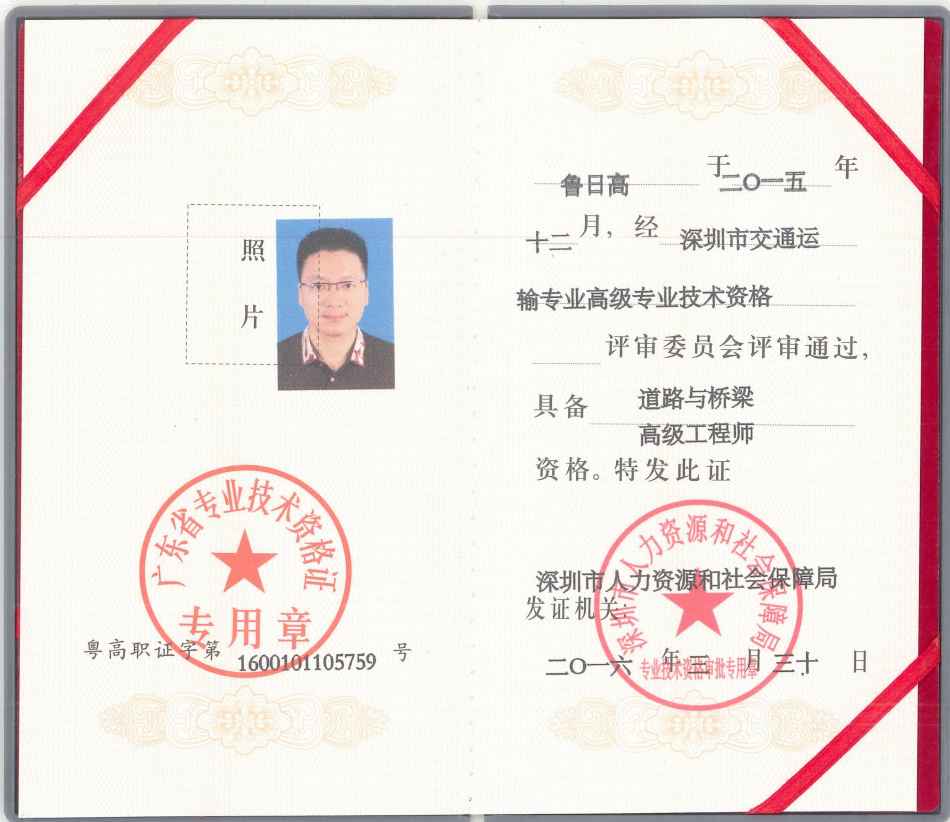 照
片
广东省专业技术资格证
专用章
粤高职证字第 1600101105759 号
鲁日高 于 二〇一五 年
十二 月，经 深圳市交通运
输专业高级专业技术资格
评审委员会评审通过，
具备 道路与桥梁
高级工程师
资格。特发此证
深圳市人力资源和社会保障局
深圳市人力资源和社会保障局
发证机关：
二〇一六 年 三 月 三十 日
专业技术资格审批专用章